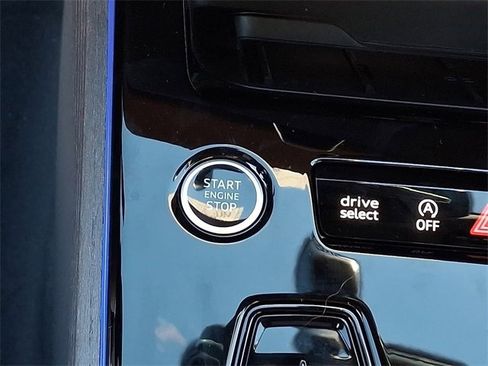 START
ENGINE
STOP
drive
select
A
OFF